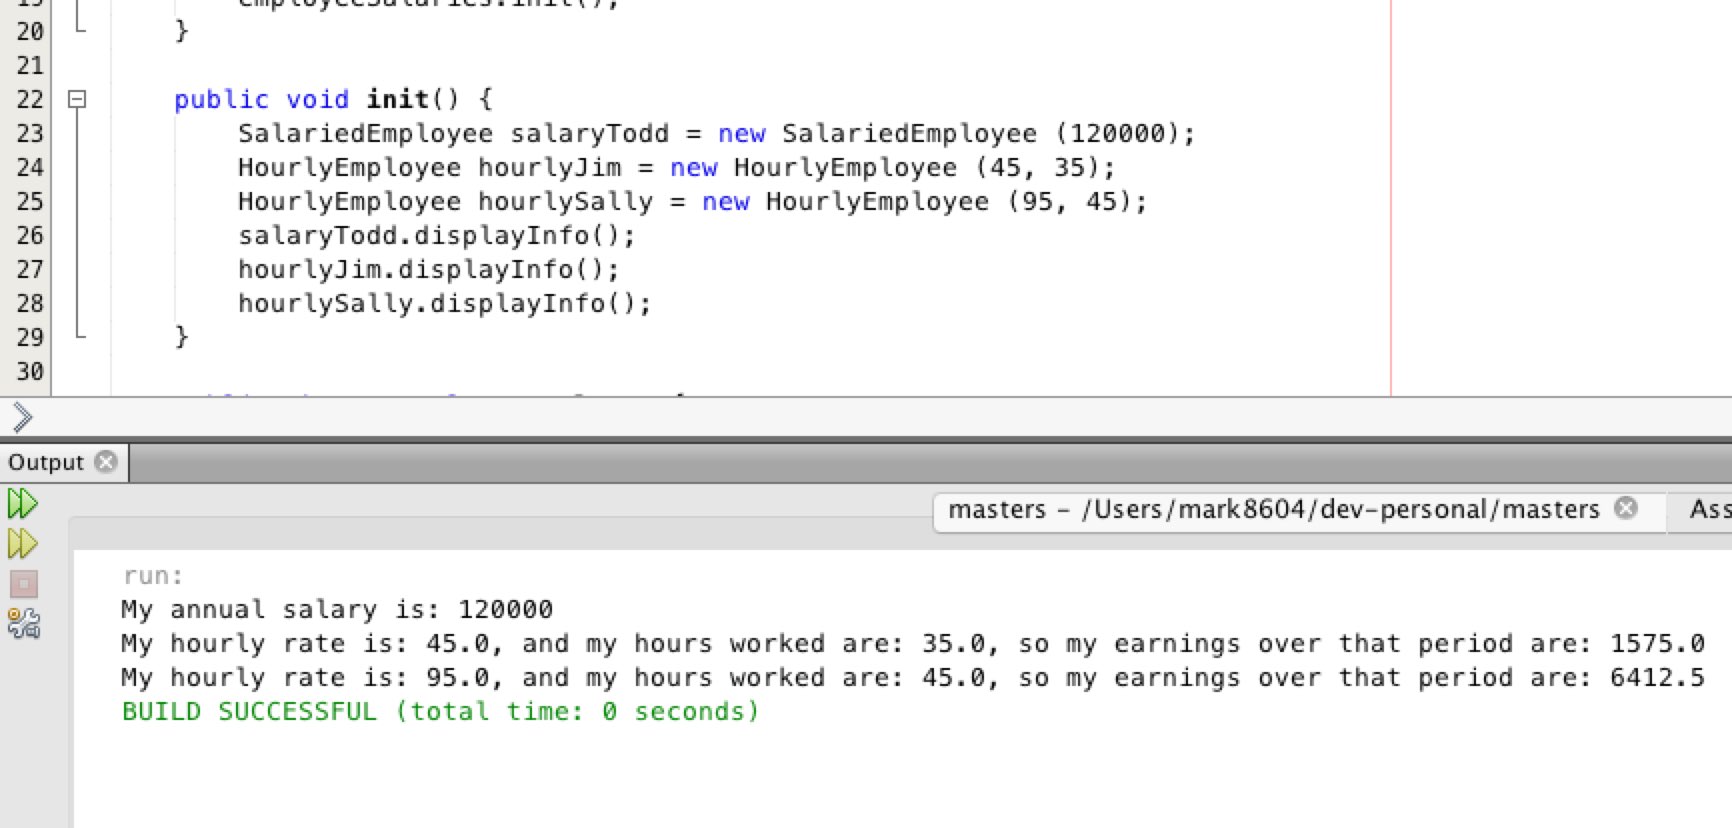 20 }
21
22 public void init() {
23 SalariedEmployee salaryTodd = new SalariedEmployee (120000);
24 HourlyEmployee hourlyJim = new HourlyEmployee (45, 35);
25 HourlyEmployee hourlySally = new HourlyEmployee (95, 45);
26 salaryTodd.displayInfo();
27 hourlyJim.displayInfo();
28 hourlySally.displayInfo();
29 }
30
Output
masters – /Users/mark8604/dev-personal/masters Ass
run:
My annual salary is: 120000
My hourly rate is: 45.0, and my hours worked are: 35.0, so my earnings over that period are: 1575.0
My hourly rate is: 95.0, and my hours worked are: 45.0, so my earnings over that period are: 6412.5
BUILD SUCCESSFUL (total time: 0 seconds)